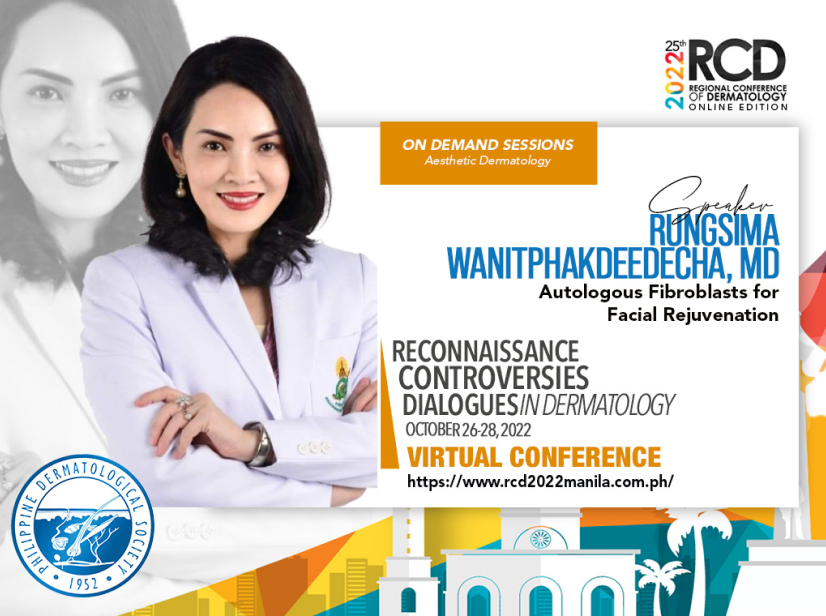 25th
2022
RCD
REGIONAL CONFERENCE
OF DERMATOLOGY
ONLINE EDITION
ON DEMAND SESSIONS
Aesthetic Dermatology
Speaker
RUNGSIMA
WANITPHAKDEEDECHA, MD
Autologous Fibroblasts for
Facial Rejuvenation
RECONNAISSANCE
CONTROVERSIES
DIALOGUES IN DERMATOLOGY
OCTOBER 26-28, 2022
VIRTUAL CONFERENCE
https://www.rcd2022manila.com.ph/
PHILIPPINE DERMATOLOGICAL SOCIETY
• 1952 •